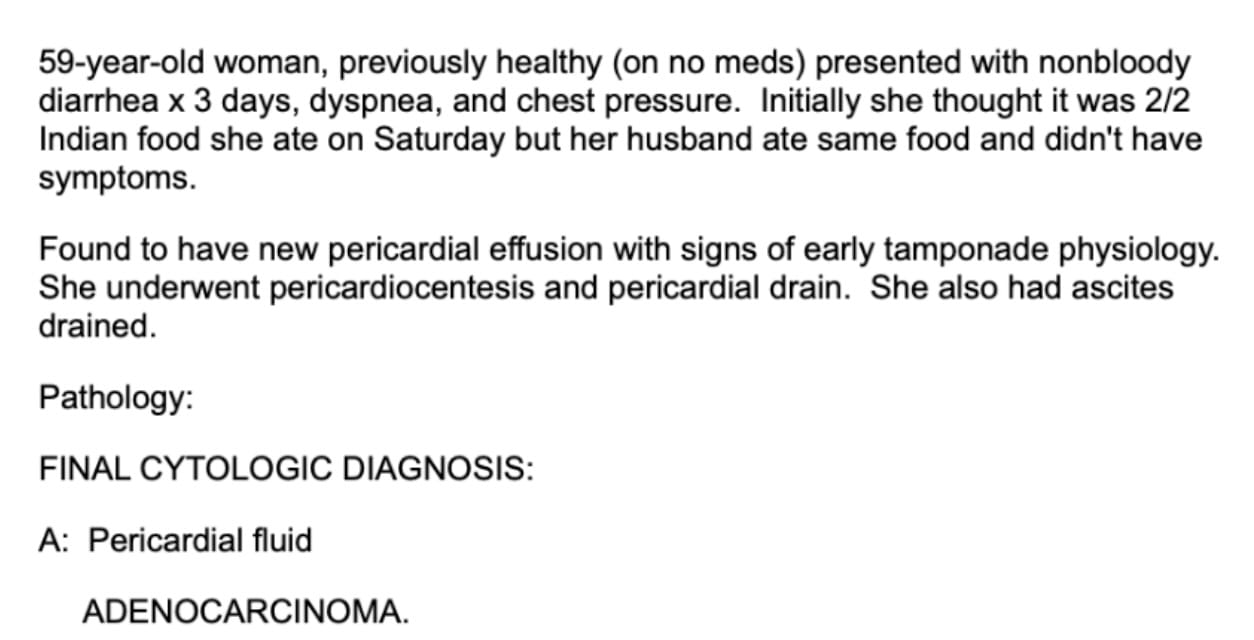 59-year-old woman, previously healthy (on no meds) presented with nonbloody
diarrhea x 3 days, dyspnea, and chest pressure.  Initially she thought it was 2/2
Indian food she ate on Saturday but her husband ate same food and didn't have
symptoms.
Found to have new pericardial effusion with signs of early tamponade physiology.
She underwent pericardiocentesis and pericardial drain.  She also had ascites
drained.
Pathology:
FINAL CYTOLOGIC DIAGNOSIS:
A:  Pericardial fluid
ADENOCARCINOMA.